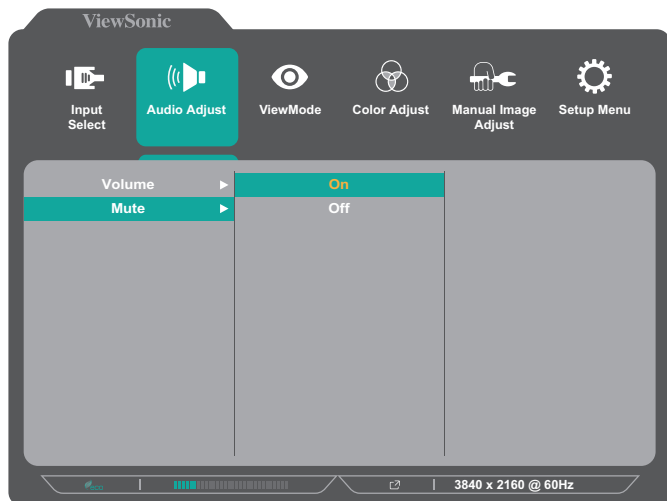 ViewSonic
Input
Select
Audio Adjust
ViewMode
Color Adjust
Manual Image
Adjust
Setup Menu
Volume
Mute
On
Off
3840 x 2160 @ 60Hz